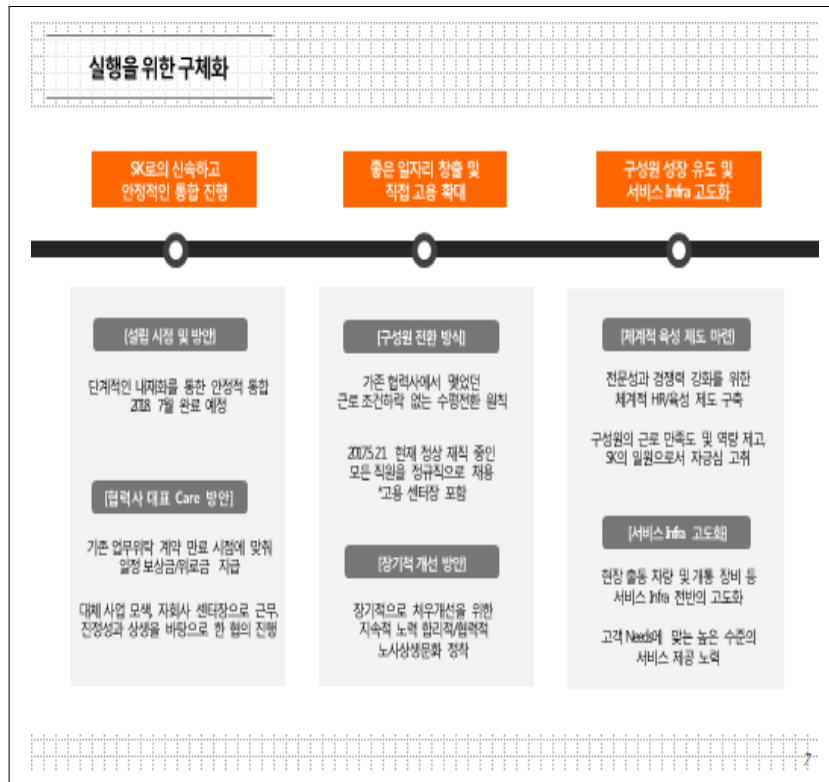 실행을 위한 구체화
SK로의 신속하고
안정적인 통합 진행
[설립 시점 및 방안]
단계적인 내재화를 통한 안정적 통합
2018. 7월 완료 예정
[협력사 대표 Care 방안]
기존 업무위탁 계약 만료 시점에 맞춰
일정 보상금/위로금 지급
대체 사업 모색, 자회사 센터장으로 근무,
진정성과 상생을 바탕으로 한 협의 진행
좋은 일자리 창출 및
직접 고용 확대
[구성원 전환 방식]
가존 협력사에서 맺었던
근로 조건하락 없는 수평전환 원칙
2017.5.21 현재 정상 재직 중인
모든 직원을 정규직으로 채용
*고용 센터장 포함
[장기적 개선 방안]
장기적으로 처우개선을 위한
지속적 노력 합리적/협력적
노사상생문화 정착
구성원 성장 유도 및
서비스 Infra 고도화
[체계적 육성 제도 마련]
전문성과 경쟁력 강화를 위한
체계적 HR/육성 제도 구축
구성원의 근로 만족도 및 역량 제고,
SK의 일원으로서 자긍심 고취
[서비스 Infra 고도화]
현장 출동 차량 및 개통 장비 등
서비스 Infra 전반의 고도화
고객 Needs에 맞는 높은 수준의
서비스 제공 노력
7